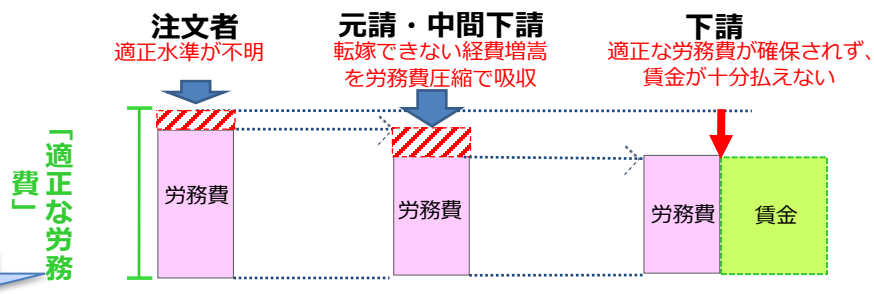 注文者
適正水準が不明
元請・中間下請
転嫁できない経費増嵩
を労務費圧縮で吸収
下請
適正な労務費が確保されず、
賃金が十分払えない
「適正な労務
費」
労務費
労務費
労務費
賃金